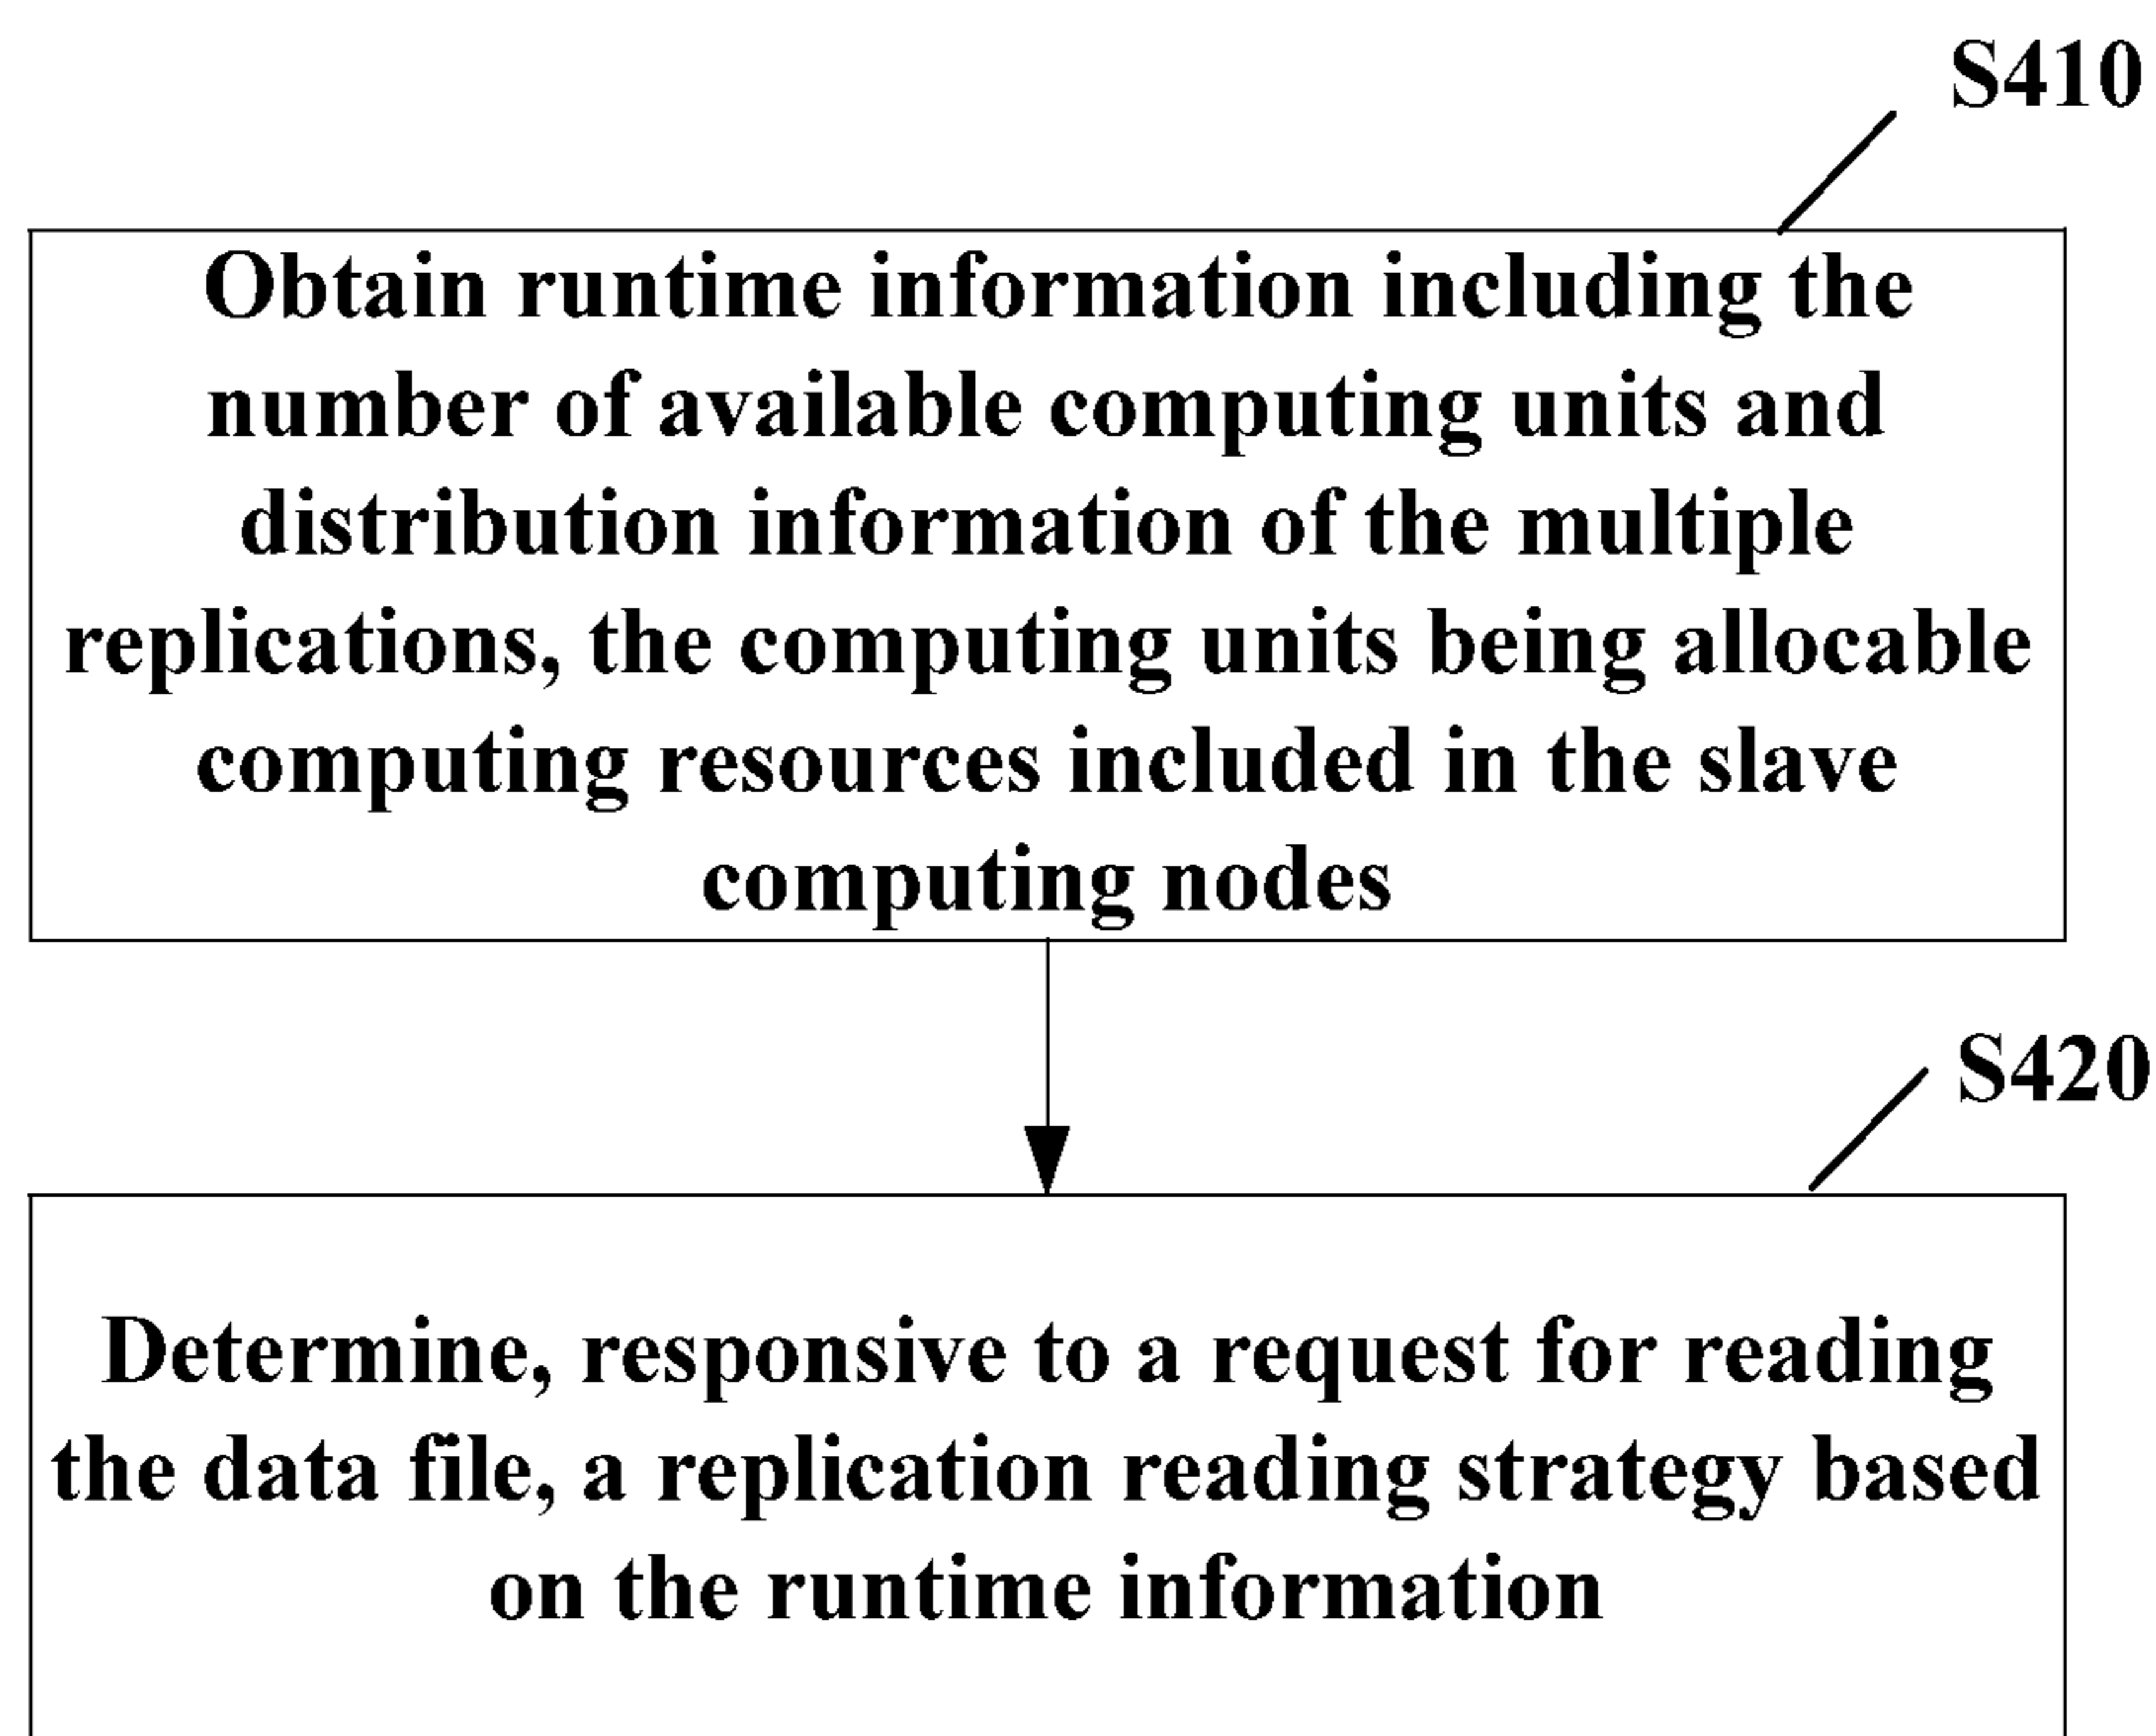 S410
Obtain runtime information including the
number of available computing units and
distribution information of the multiple
replications, the computing units being allocable
computing resources included in the slave
computing nodes
S420
Determine, responsive to a request for reading
the data file, a replication reading strategy based
on the runtime information